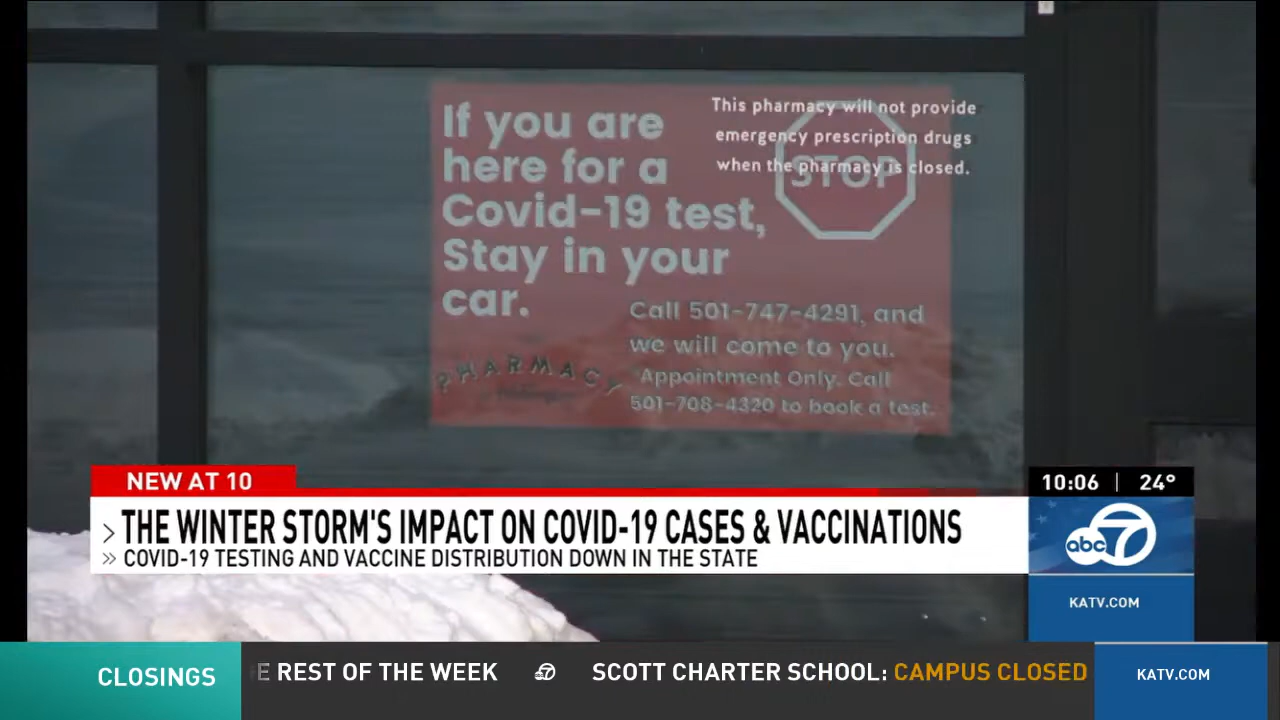 If you are
here for a
Covid-19 test,
Stay in your
car.
This pharmacy will not provide
emergency prescription drugs
when the pharmacy is closed.
STOP
Call 501-747-4291, and
we will come to you.
*Appointment Only. Call
501-708-4320 to book a test.
PHARMACY
NEW AT 10
> THE WINTER STORM'S IMPACT ON COVID-19 CASES & VACCINATIONS
» COVID-19 TESTING AND VACCINE DISTRIBUTION DOWN IN THE STATE
10:06 | 24°
abc 7
KATV.COM
CLOSINGS
E REST OF THE WEEK 7 SCOTT CHARTER SCHOOL: CAMPUS CLOSED
KATV.COM